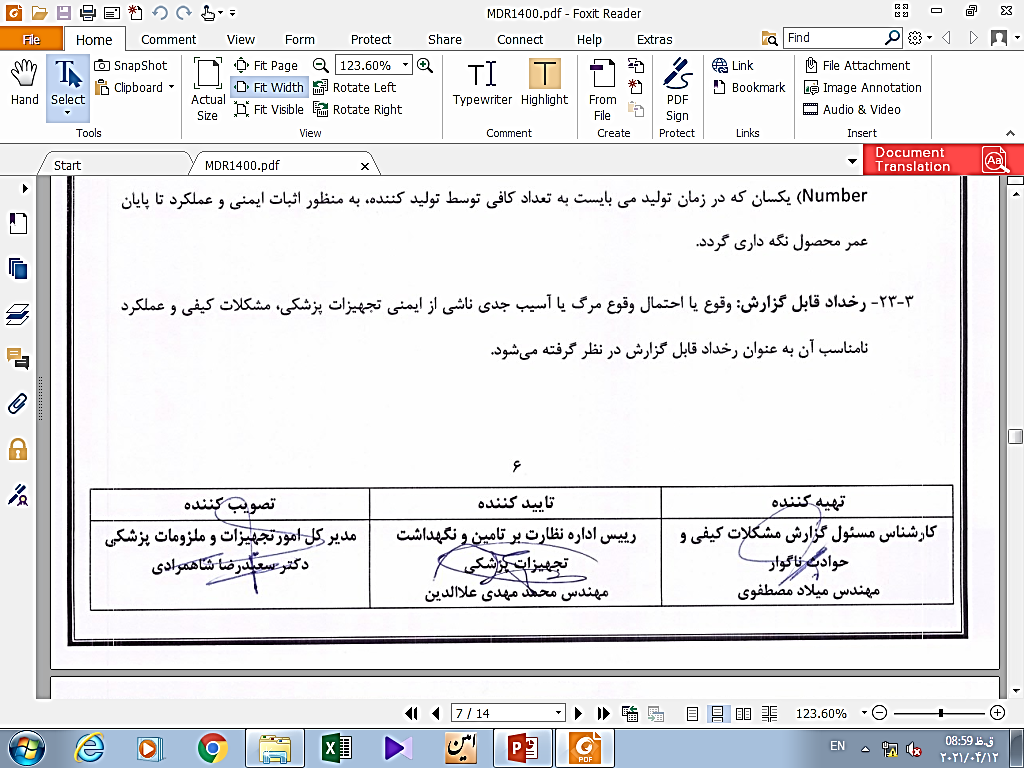 MDR1400.pdf - Foxit Reader
File Home Comment View Form Protect Share Connect Help Extras Find
Hand Select SnapShot Clipboard Actual Size Fit Page Fit Width Fit Visible 123.60% Rotate Left Rotate Right Typewriter Highlight From File PDF Sign Link Bookmark File Attachment Image Annotation Audio & Video
Tools View Comment Create Protect Links Insert
Start MDR1400.pdf x Document Translation
Number) یکسان که در زمان تولید می بایست به تعداد کافی توسط تولید کننده، به منظور اثبات ایمنی و عملکرد تا پایان
عمر محصول نگه داری گردد.
۳-۲۳- رخداد قابل گزارش: وقوع یا احتمال وقوع مرگ یا آسیب جدی ناشی از ایمنی تجهیزات پزشکی، مشکلات کیفی و عملکرد
نامناسب آن به عنوان رخداد قابل گزارش در نظر گرفته می‌شود.
۶
تهیه کننده
تایید کننده
تصویب کننده
کارشناس مسئول گزارش مشکلات کیفی و
حوادث ناگوار
مهندس میلاد مصطفوی
رییس اداره نظارت بر تامین و نگهداشت
تجهیزات پزشکی
مهندس محمد مهدی علاالدین
مدیر کل امور تجهیزات و ملزومات پزشکی
دکتر سعیدرضا شاهمرادی
7 / 14 123.60%
امین PDF EN 08:59 ق.ظ
۲۰۲۱/۰۴/۱۲